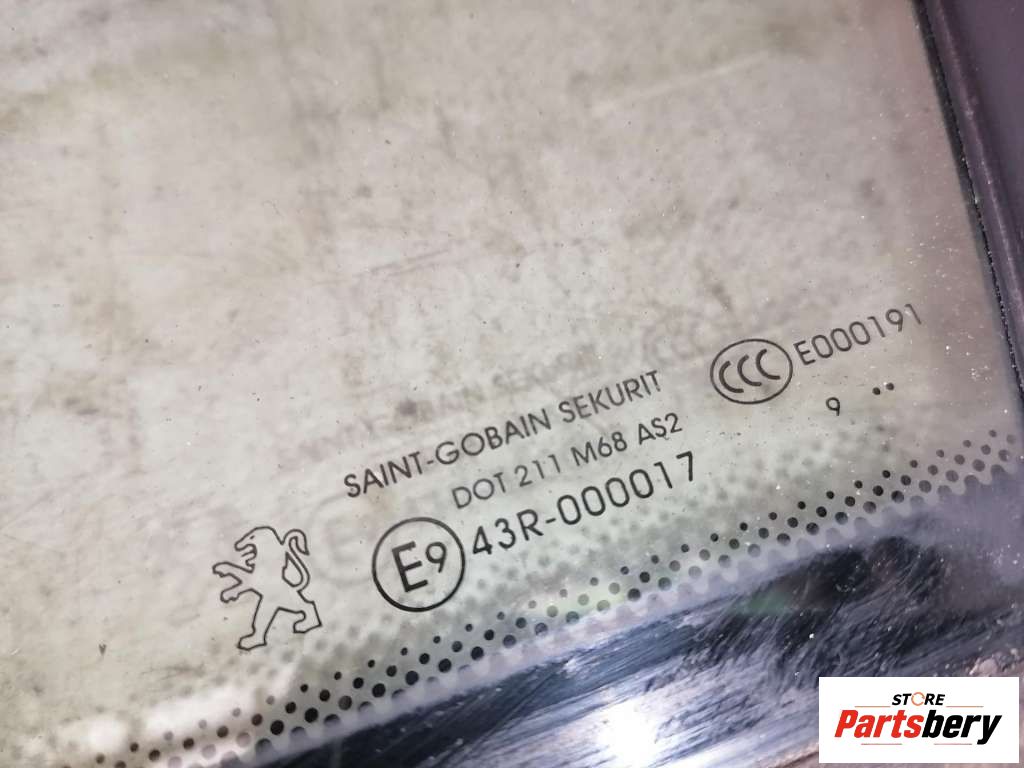 SAINT-GOBAIN SEKURIT
DOT 211 M68 AS2
E9 43R-000017
CCC E000191
9 ..
STORE
Partsbery